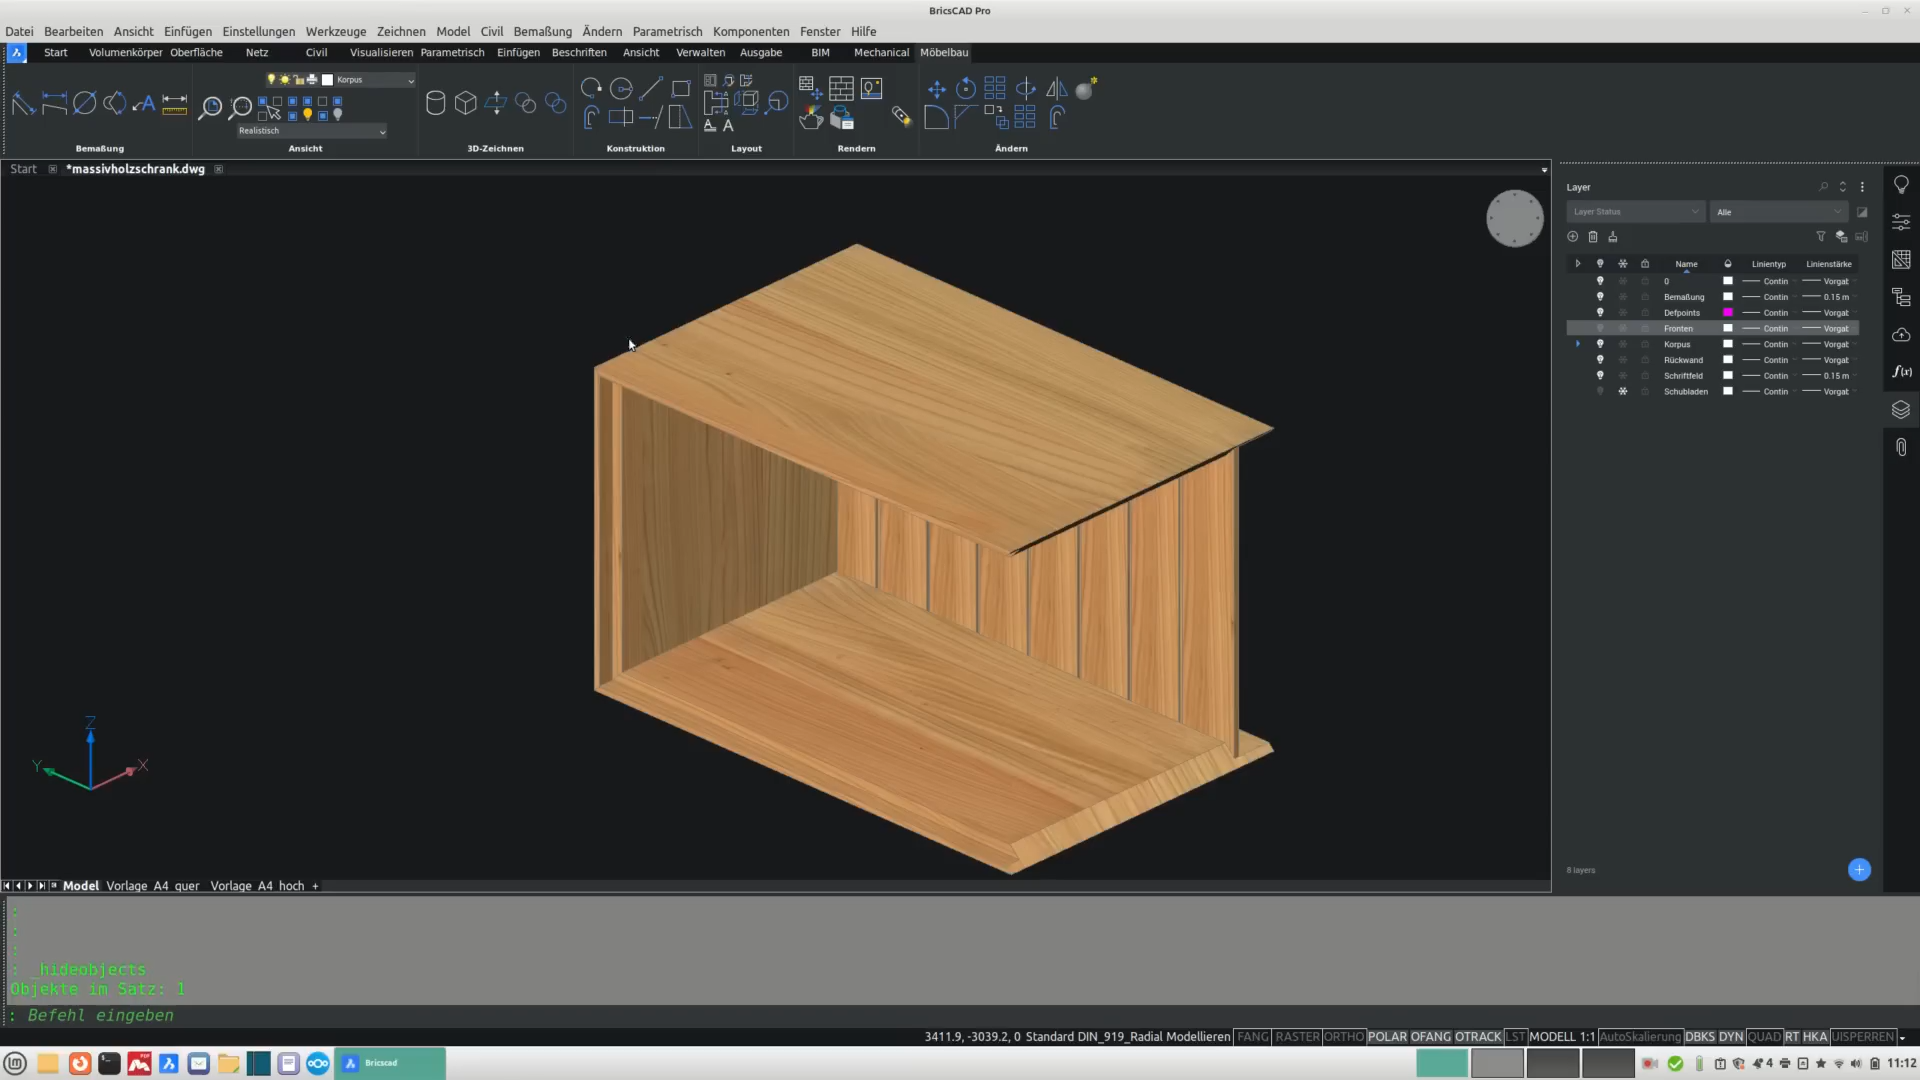 BricsCAD Pro
Datei Bearbeiten Ansicht Einfügen Einstellungen Werkzeuge Zeichnen Model Civil Bemaßung Ändern Parametrisch Komponenten Fenster Hilfe
Start Volumenkörper Oberfläche Netz Civil Visualisieren Parametrisch Einfügen Beschriften Ansicht Verwalten Ausgabe BIM Mechanical Möbelbau
Korpus
Realistisch
Bemaßung Ansicht 3D-Zeichnen Konstruktion Layout Rendern Ändern
Start *massivholzschrank.dwg
Layer
Layer Status Alle
Name Linientyp Linienstärke
0 Contin Vorgat
Bemaßung Contin 0.15 m
Defpoints Contin Vorgat
Fronten Contin Vorgat
Korpus Contin Vorgat
Rückwand Contin Vorgat
Schriftfeld Contin 0.15 m
Schubladen Contin Vorgat
f(x)
Z
Y X
8 layers
Model Vorlage A4 quer Vorlage A4 hoch +
:
:
:
: _hideobjects
Objekte im Satz: 1
: Befehl eingeben
3411.9, -3039.2, 0 Standard DIN_919_Radial Modellieren FANG RASTER ORTHO POLAR OFANG OTRACK LST MODELL 1:1 AutoSkalierung DBKS DYN QUAD RT HKA UISPERREN
Bricscad 4 11:12